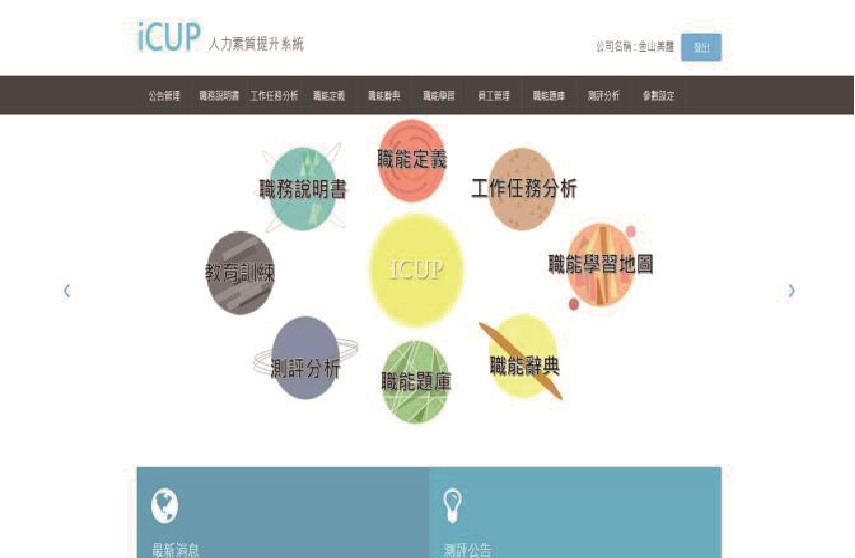 iCUP 人力素質提升系統
公司名稱:金山美體 登出
公告管理 職務說明書 工作任務分析 職能定義 職能辭典 職能學習 員工管理 職能題庫 測評分析 參數設定
職能定義
職務說明書
工作任務分析
教育訓練
ICUP
職能學習地圖
測評分析
職能題庫
職能辭典
最新消息
測評公告